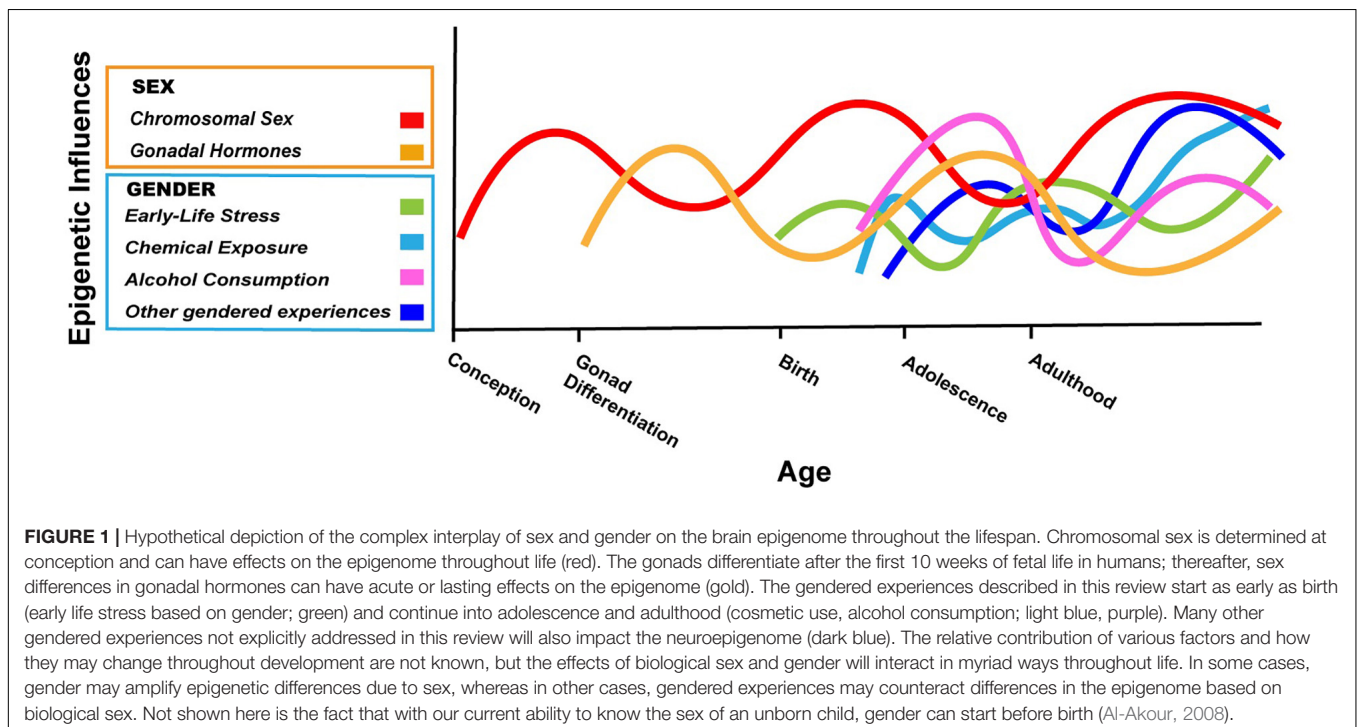 Epigenetic Influences
SEX
Chromosomal Sex
Gonadal Hormones
GENDER
Early-Life Stress
Chemical Exposure
Alcohol Consumption
Other gendered experiences
Conception
Gonad
Differentiation
Birth
Adolescence
Adulthood
Age
FIGURE 1 | Hypothetical depiction of the complex interplay of sex and gender on the brain epigenome throughout the lifespan. Chromosomal sex is determined at
conception and can have effects on the epigenome throughout life (red). The gonads differentiate after the first 10 weeks of fetal life in humans; thereafter, sex
differences in gonadal hormones can have acute or lasting effects on the epigenome (gold). The gendered experiences described in this review start as early as birth
(early life stress based on gender; green) and continue into adolescence and adulthood (cosmetic use, alcohol consumption; light blue, purple). Many other
gendered experiences not explicitly addressed in this review will also impact the neuroepigenome (dark blue). The relative contribution of various factors and how
they may change throughout development are not known, but the effects of biological sex and gender will interact in myriad ways throughout life. In some cases,
gender may amplify epigenetic differences due to sex, whereas in other cases, gendered experiences may counteract differences in the epigenome based on
biological sex. Not shown here is the fact that with our current ability to know the sex of an unborn child, gender can start before birth (Al-Akour, 2008).